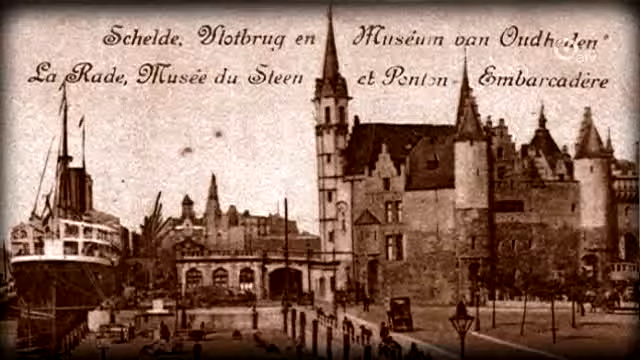 Schelde, Vlotbrug en Muséum van Oudheden
La Rade, Musée du Steen et Ponton-Embarcadère